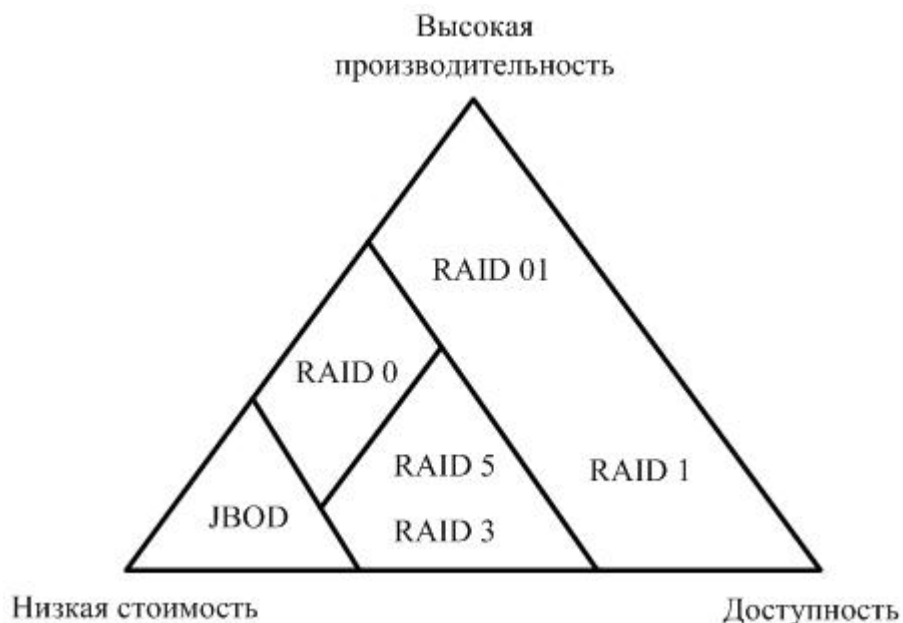 Высокая
производительность
RAID 01
RAID 0
RAID 5
RAID 1
JBOD
RAID 3
Низкая стоимость
Доступность